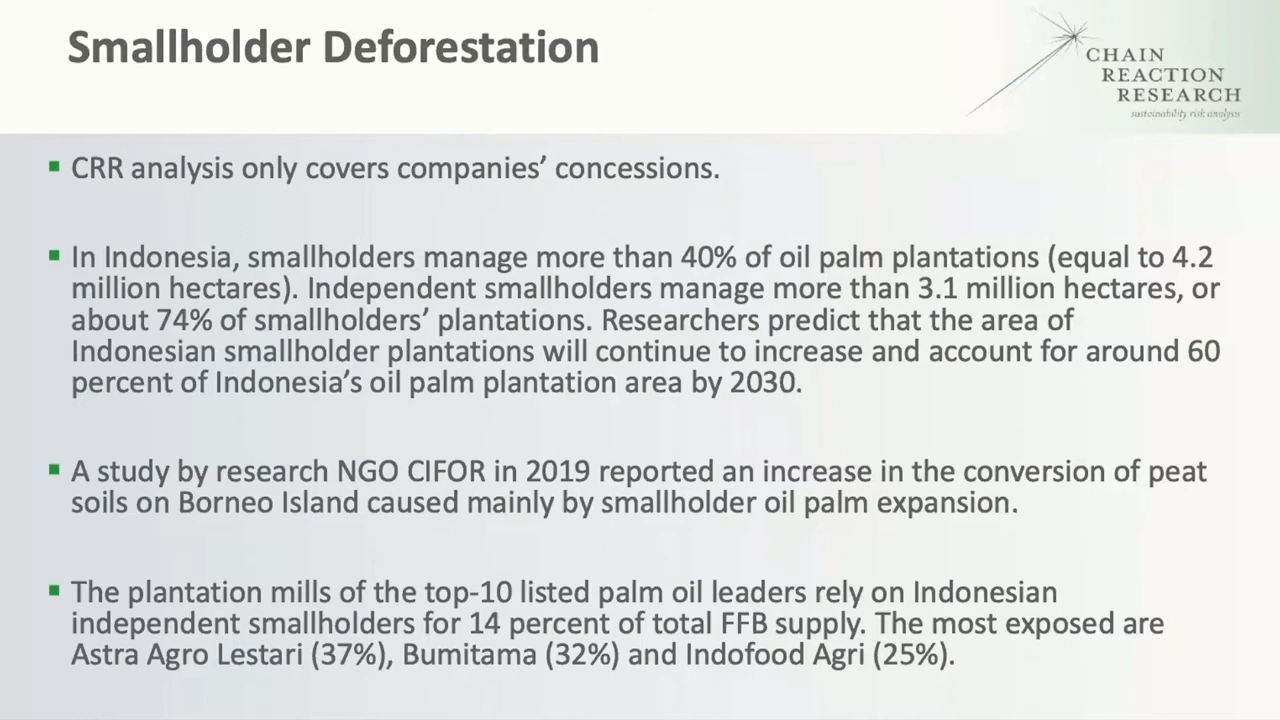 Smallholder Deforestation
CHAIN
REACTION
RESEARCH
sustainability risk analysis
▪ CRR analysis only covers companies’ concessions.
▪ In Indonesia, smallholders manage more than 40% of oil palm plantations (equal to 4.2
million hectares). Independent smallholders manage more than 3.1 million hectares, or
about 74% of smallholders’ plantations. Researchers predict that the area of
Indonesian smallholder plantations will continue to increase and account for around 60
percent of Indonesia’s oil palm plantation area by 2030.
▪ A study by research NGO CIFOR in 2019 reported an increase in the conversion of peat
soils on Borneo Island caused mainly by smallholder oil palm expansion.
▪ The plantation mills of the top-10 listed palm oil leaders rely on Indonesian
independent smallholders for 14 percent of total FFB supply. The most exposed are
Astra Agro Lestari (37%), Bumitama (32%) and Indofood Agri (25%).